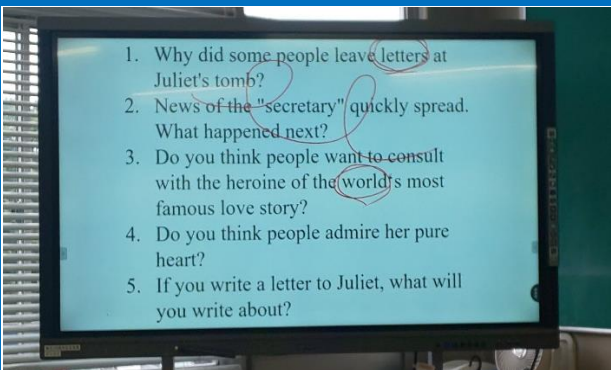 1. Why did some people leave letters at
Juliet's tomb?
2. News of the "secretary" quickly spread.
What happened next?
3. Do you think people want to consult
with the heroine of the world's most
famous love story?
4. Do you think people admire her pure
heart?
5. If you write a letter to Juliet, what will
you write about?